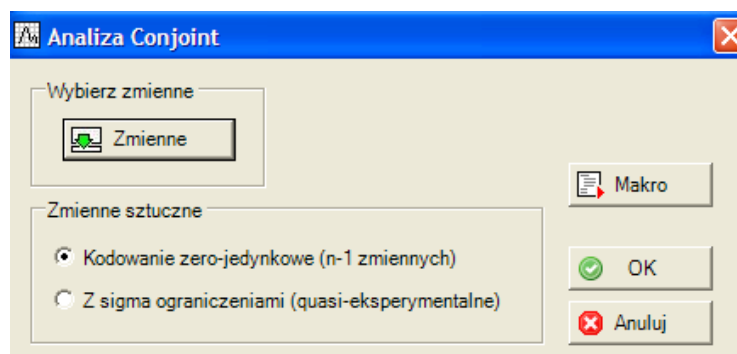 Analiza Conjoint
Wybierz zmienne
Zmienne
Makro
Zmienne sztuczne
Kodowanie zero-jedynkowe (n-1 zmiennych)
OK
Z sigma ograniczeniami (quasi-eksperymentalne)
Anuluj